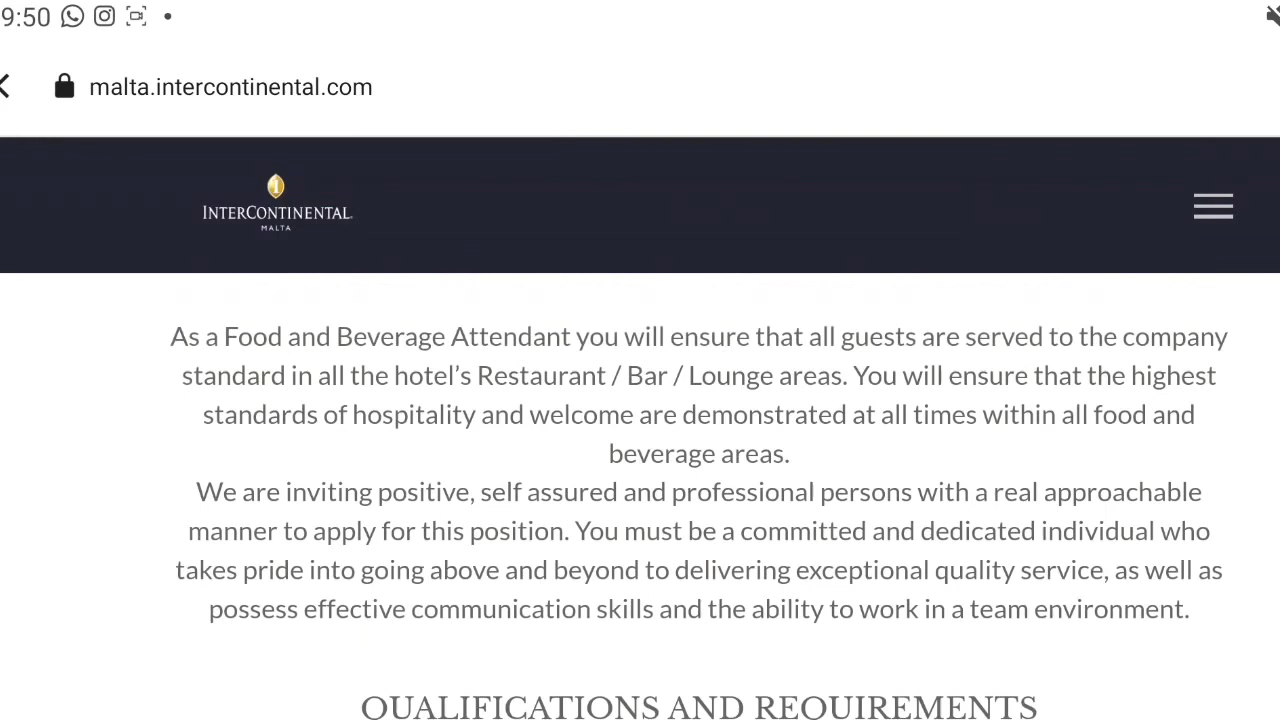 9:50
malta.intercontinental.com
INTERCONTINENTAL
MALTA
As a Food and Beverage Attendant you will ensure that all guests are served to the company
standard in all the hotel's Restaurant / Bar / Lounge areas. You will ensure that the highest
standards of hospitality and welcome are demonstrated at all times within all food and
beverage areas.
We are inviting positive, self assured and professional persons with a real approachable
manner to apply for this position. You must be a committed and dedicated individual who
takes pride into going above and beyond to delivering exceptional quality service, as well as
possess effective communication skills and the ability to work in a team environment.
QUALIFICATIONS AND REQUIREMENTS